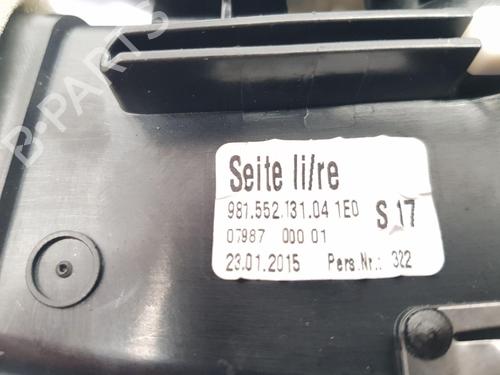 B-PARTS
Seite li/re
981.552.131.04 1E0
S 17
07987 000 01
23.01.2015 Pers.Nr.: 322